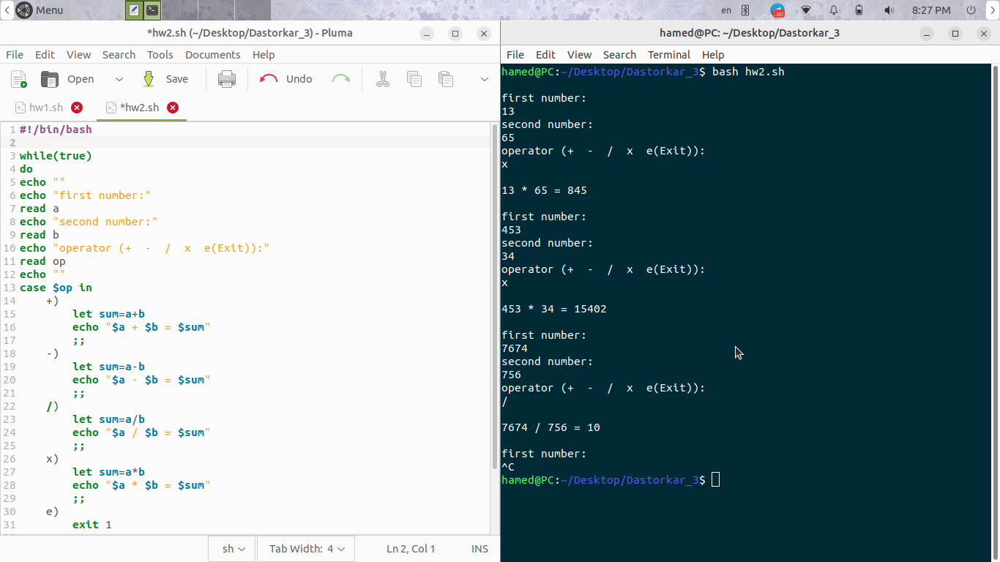 Menu
en
.60
8:27 PM
*hw2.sh (~/Desktop/Dastorkar_3) - Pluma
File Edit View Search Tools Documents Help
Open Save Undo
hw1.sh *hw2.sh
1 #!/bin/bash
2
3 while(true)
4 do
5 echo ""
6 echo "first number:"
7 read a
8 echo "second number:"
9 read b
10 echo "operator (+  -  /  x  e(Exit)):"
11 read op
12 echo ""
13 case $op in
14     +)
15         let sum=a+b
16         echo "$a + $b = $sum"
17         ;;
18     -)
19         let sum=a-b
20         echo "$a - $b = $sum"
21         ;;
22     /)
23         let sum=a/b
24         echo "$a / $b = $sum"
25         ;;
26     x)
27         let sum=a*b
28         echo "$a * $b = $sum"
29         ;;
30     e)
31         exit 1
sh Tab Width: 4 Ln 2, Col 1 INS
hamed@PC: ~/Desktop/Dastorkar_3
File Edit View Search Terminal Help
hamed@PC:~/Desktop/Dastorkar_3$ bash hw2.sh
first number:
13
second number:
65
operator (+  -  /  x  e(Exit)):
x
13 * 65 = 845
first number:
453
second number:
34
operator (+  -  /  x  e(Exit)):
x
453 * 34 = 15402
first number:
7674
second number:
756
operator (+  -  /  x  e(Exit)):
/
7674 / 756 = 10
first number:
^C
hamed@PC:~/Desktop/Dastorkar_3$